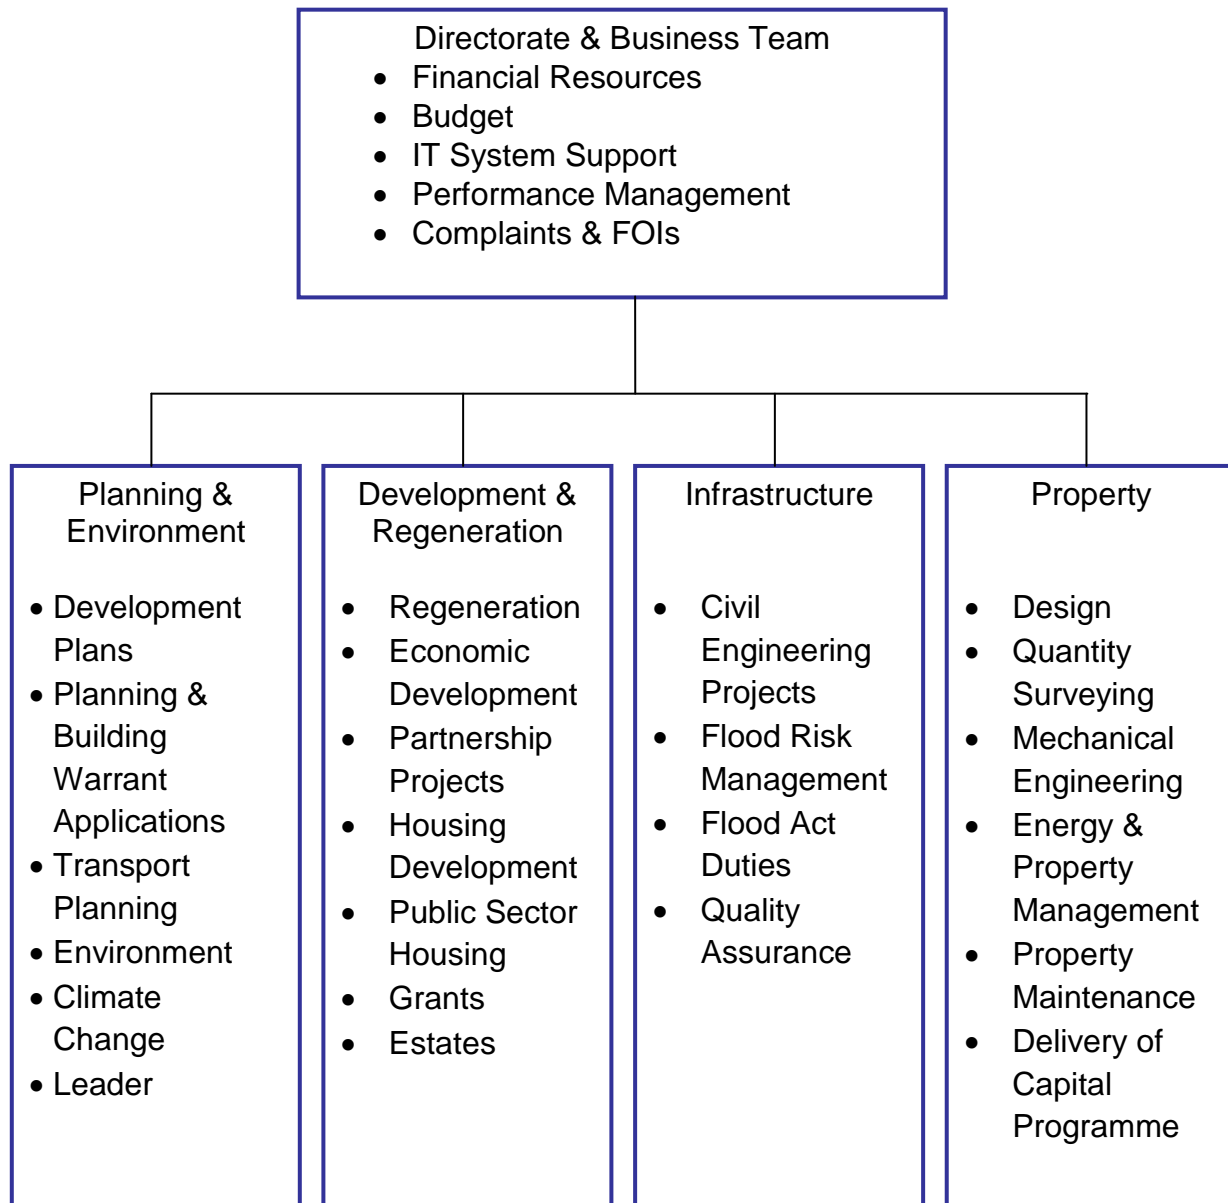 Directorate & Business Team
• Financial Resources
• Budget
• IT System Support
• Performance Management
• Complaints & FOIs
Planning &
Environment
• Development
Plans
• Planning &
Building
Warrant
Applications
• Transport
Planning
• Environment
• Climate
Change
• Leader
Development &
Regeneration
• Regeneration
• Economic
Development
• Partnership
Projects
• Housing
Development
• Public Sector
Housing
• Grants
• Estates
Infrastructure
• Civil
Engineering
Projects
• Flood Risk
Management
• Flood Act
Duties
• Quality
Assurance
Property
• Design
• Quantity
Surveying
• Mechanical
Engineering
• Energy &
Property
Management
• Property
Maintenance
• Delivery of
Capital
Programme